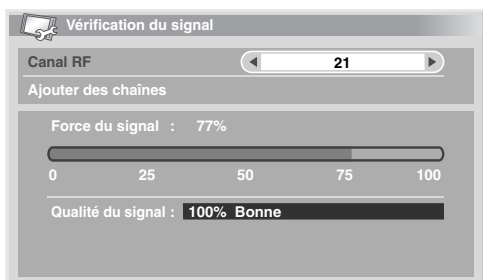 Vérification du signal
Canal RF 21
Ajouter des chaînes
Force du signal : 77%
0 25 50 75 100
Qualité du signal : 100% Bonne